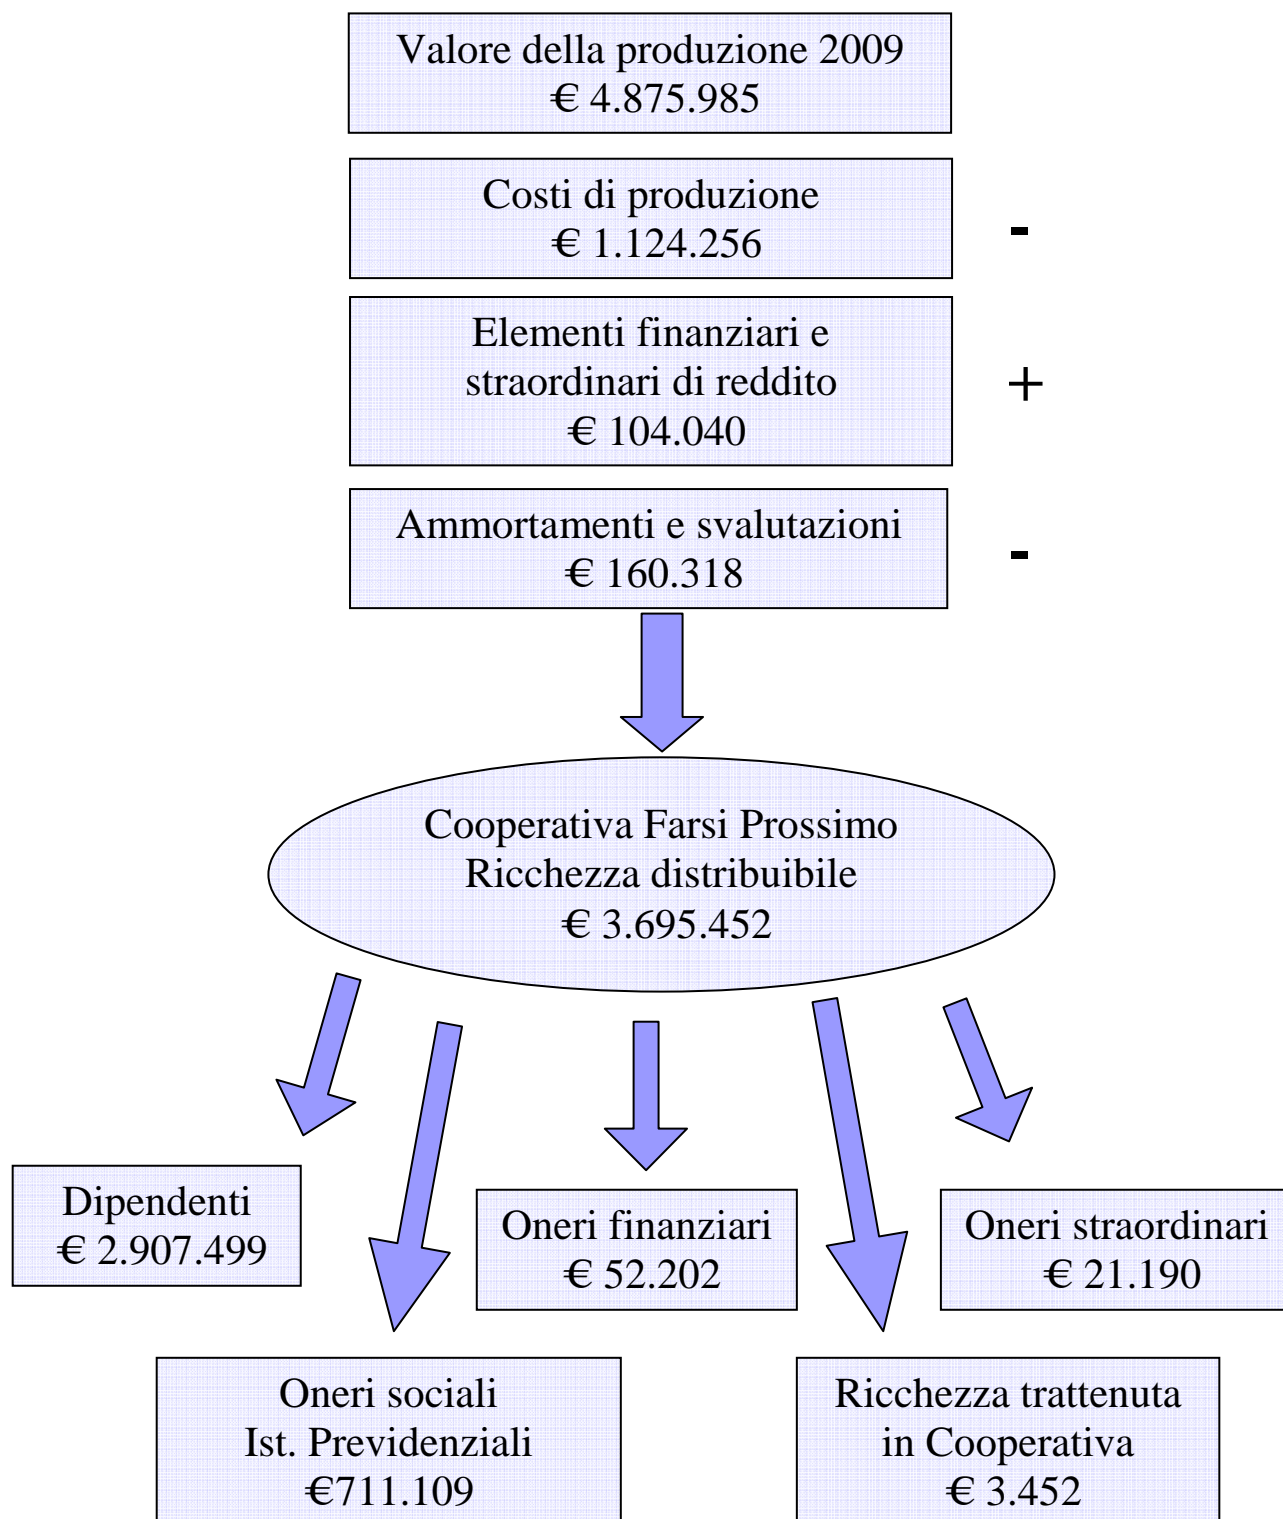 Valore della produzione 2009
€ 4.875.985
Costi di produzione
€ 1.124.256
-
Elementi finanziari e
straordinari di reddito
€ 104.040
+
Ammortamenti e svalutazioni
€ 160.318
-
Cooperativa Farsi Prossimo
Ricchezza distribuibile
€ 3.695.452
Dipendenti
€ 2.907.499
Oneri finanziari
€ 52.202
Oneri straordinari
€ 21.190
Oneri sociali
Ist. Previdenziali
€711.109
Ricchezza trattenuta
in Cooperativa
€ 3.452